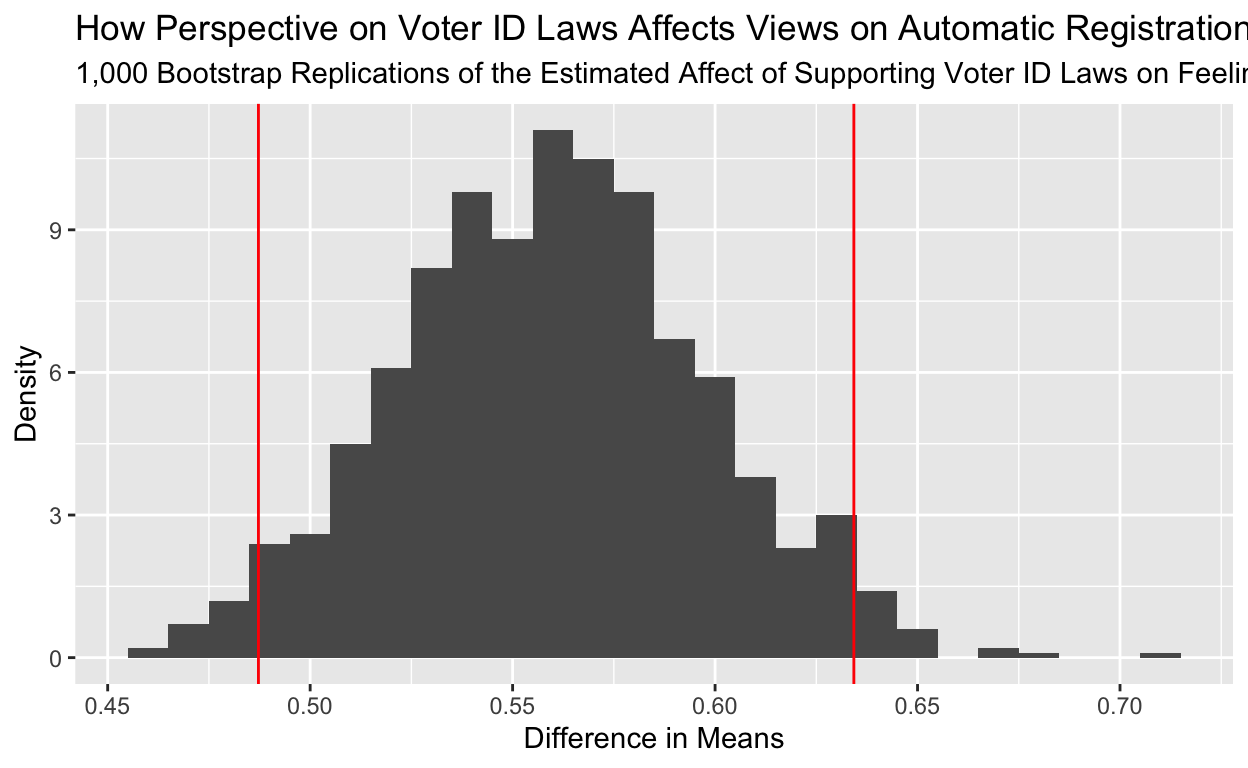 How Perspective on Voter ID Laws Affects Views on Automatic Registration
1,000 Bootstrap Replications of the Estimated Affect of Supporting Voter ID Laws on
Density
9
6
3
0
0.45 0.50 0.55 0.60 0.65 0.70
Difference in Means